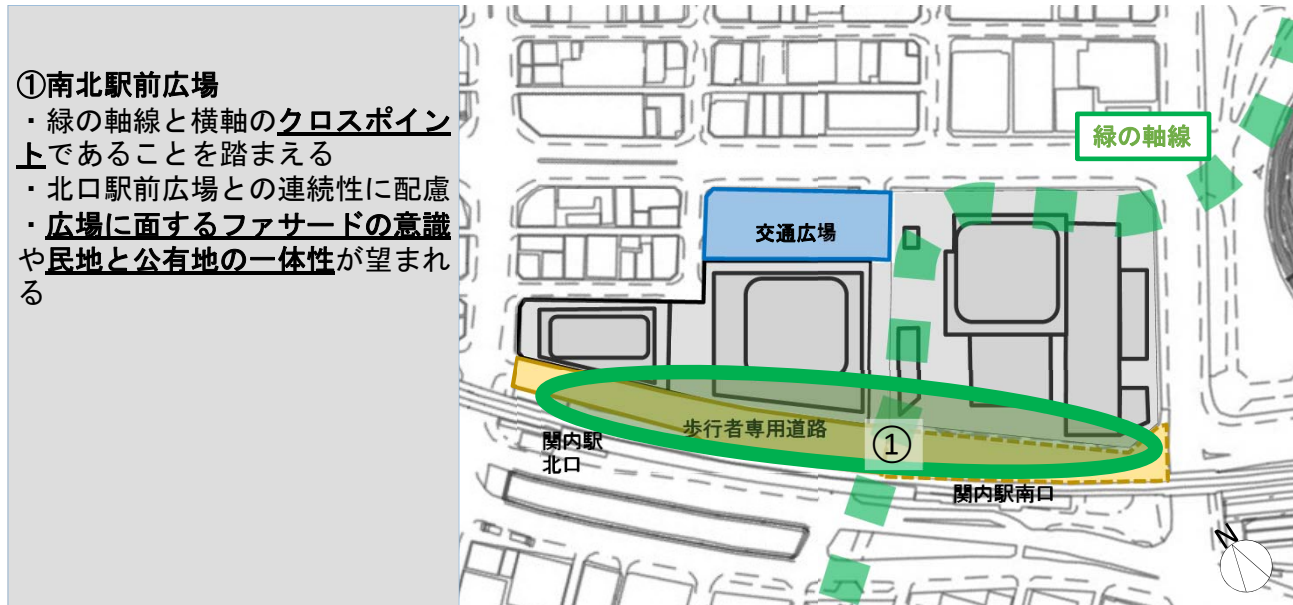 ①南北駅前広場
・緑の軸線と横軸のクロスポイン
トであることを踏まえる
・北口駅前広場との連続性に配慮
・広場に面するファサードの意識
や民地と公有地の一体性が望まれ
る
緑の軸線
交通広場
歩行者専用道路
①
関内駅
北口
関内駅南口
N